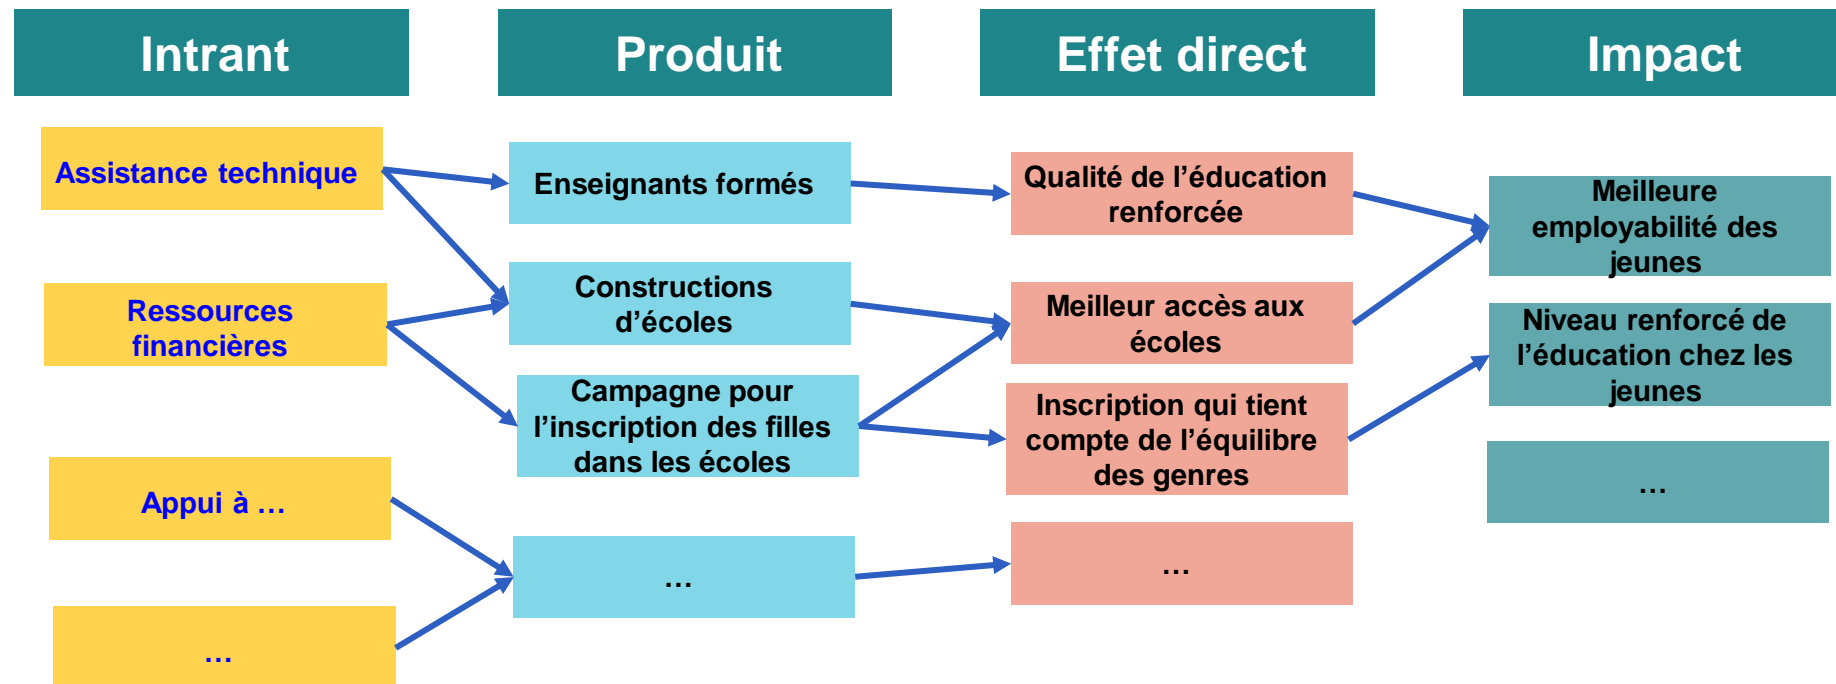 Intrant
Produit
Effet direct
Impact
Assistance technique
Ressources
financières
Appui à …
…
Enseignants formés
Constructions
d’écoles
Campagne pour
l’inscription des filles
dans les écoles
…
Qualité de l’éducation
renforcée
Meilleur accès aux
écoles
Inscription qui tient
compte de l’équilibre
des genres
…
Meilleure
employabilité des
jeunes
Niveau renforcé de
l’éducation chez les
jeunes
…